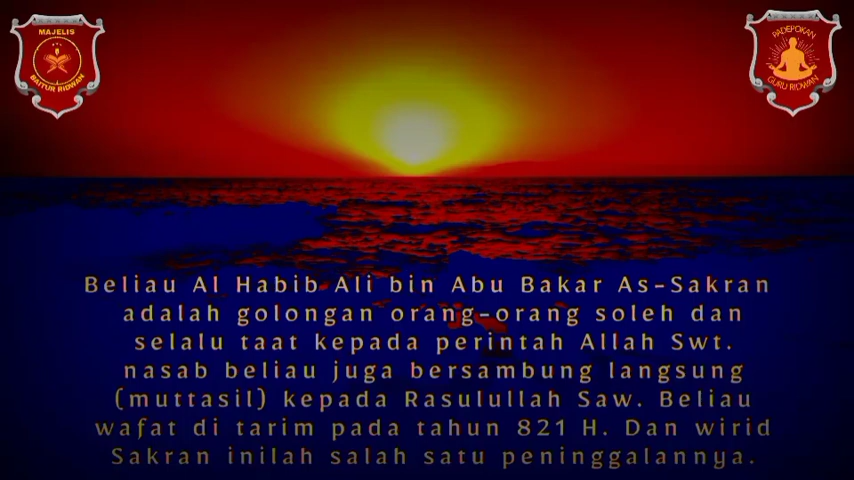 MAJELIS
BAITUR RIDWAN
PADEPOKAN
GURU RIDWAN
Beliau Al Habib Ali bin Abu Bakar As-Sakran
adalah golongan orang-orang soleh dan
selalu taat kepada perintah Allah Swt.
nasab beliau juga bersambung langsung
(muttasil) kepada Rasulullah Saw. Beliau
wafat di tarim pada tahun 821 H. Dan wirid
Sakran inilah salah satu peninggalannya.